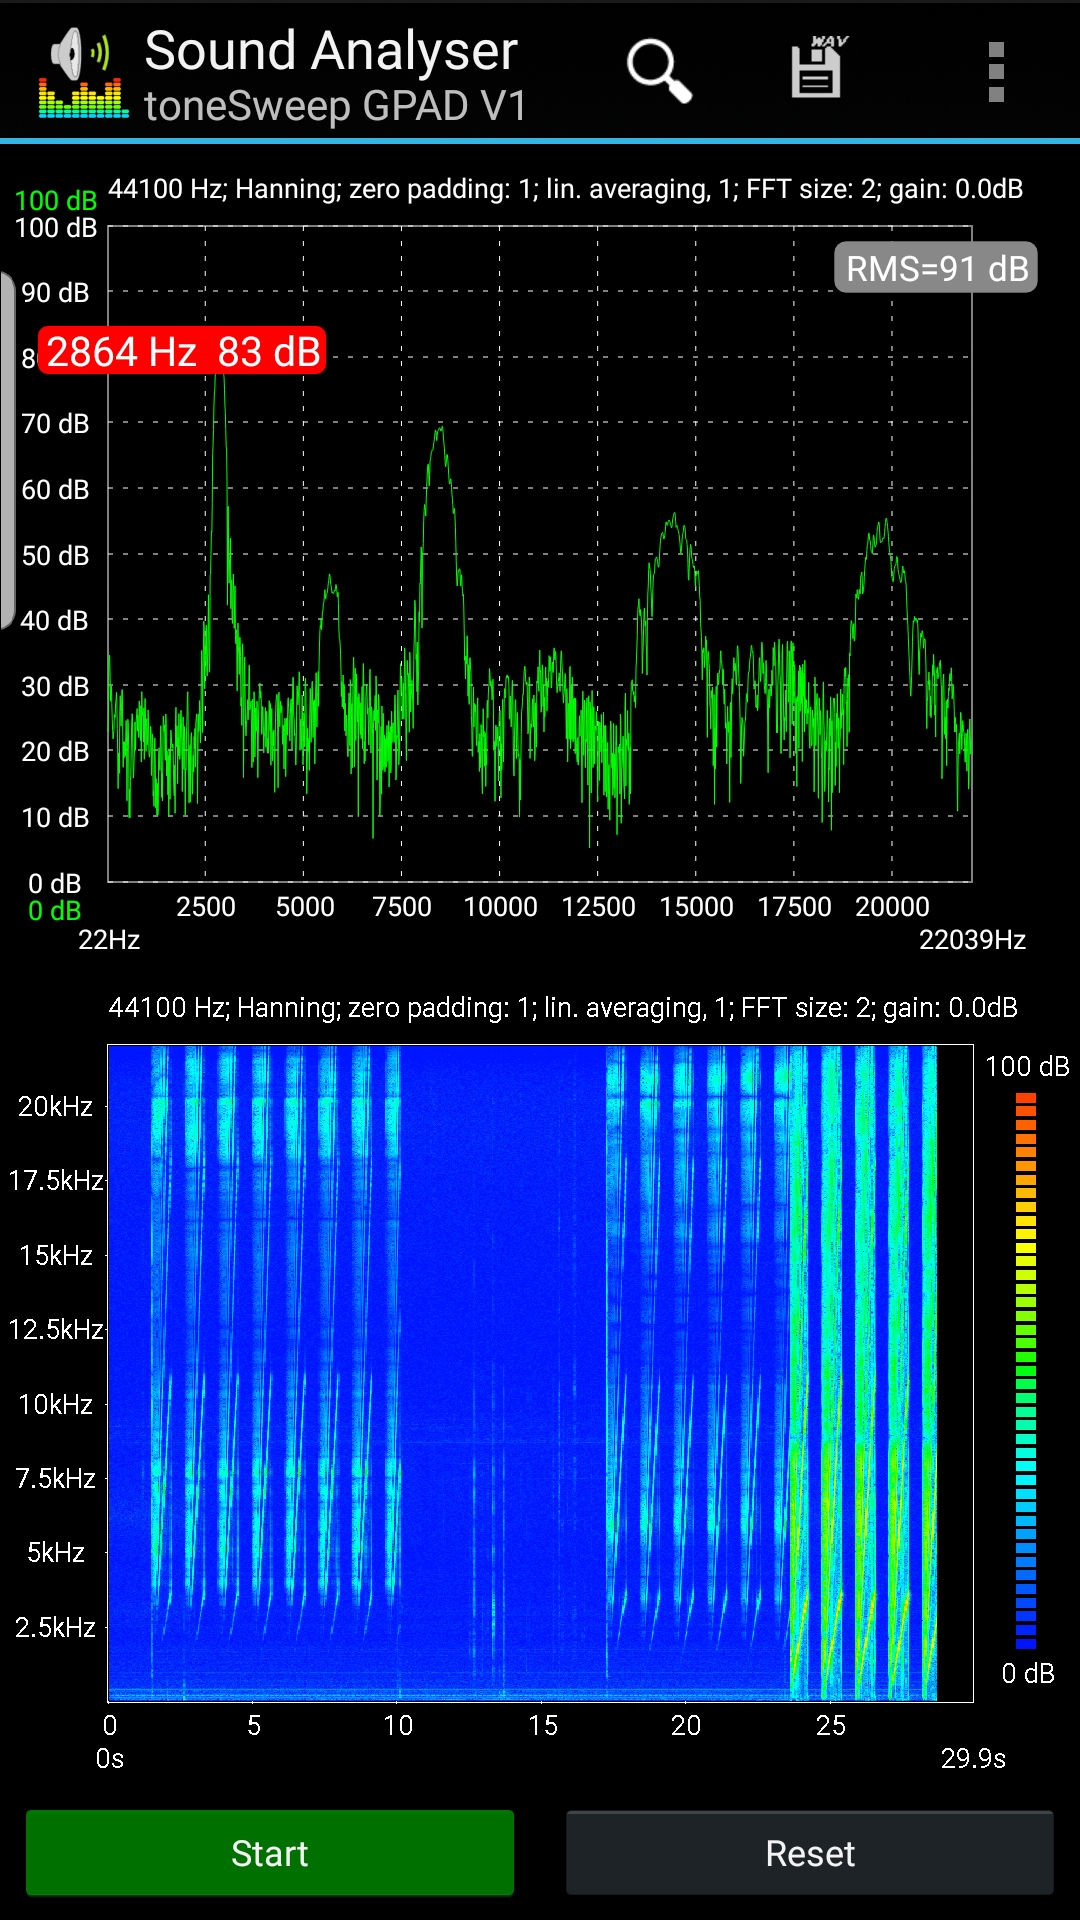 Sound Analyser
WAV
toneSweep GPAD V1
44100 Hz; Hanning; zero padding: 1; lin. averaging, 1; FFT size: 2; gain: 0.0dB
100 dB
100 dB
RMS=91 dB
90 dB
8
2864 Hz 83 dB
70 dB
60 dB
50 dB
40 dB
30 dB
20 dB
10 dB
0 dB
0 dB
2500 5000 7500 10000 12500 15000 17500 20000
22Hz 22039Hz
44100 Hz; Hanning; zero padding: 1; lin. averaging, 1; FFT size: 2; gain: 0.0dB
100 dB
20kHz
17.5kHz
15kHz
12.5kHz
10kHz
7.5kHz
5kHz
2.5kHz
0 dB
0 5 10 15 20 25
0s 29.9s
Start Reset